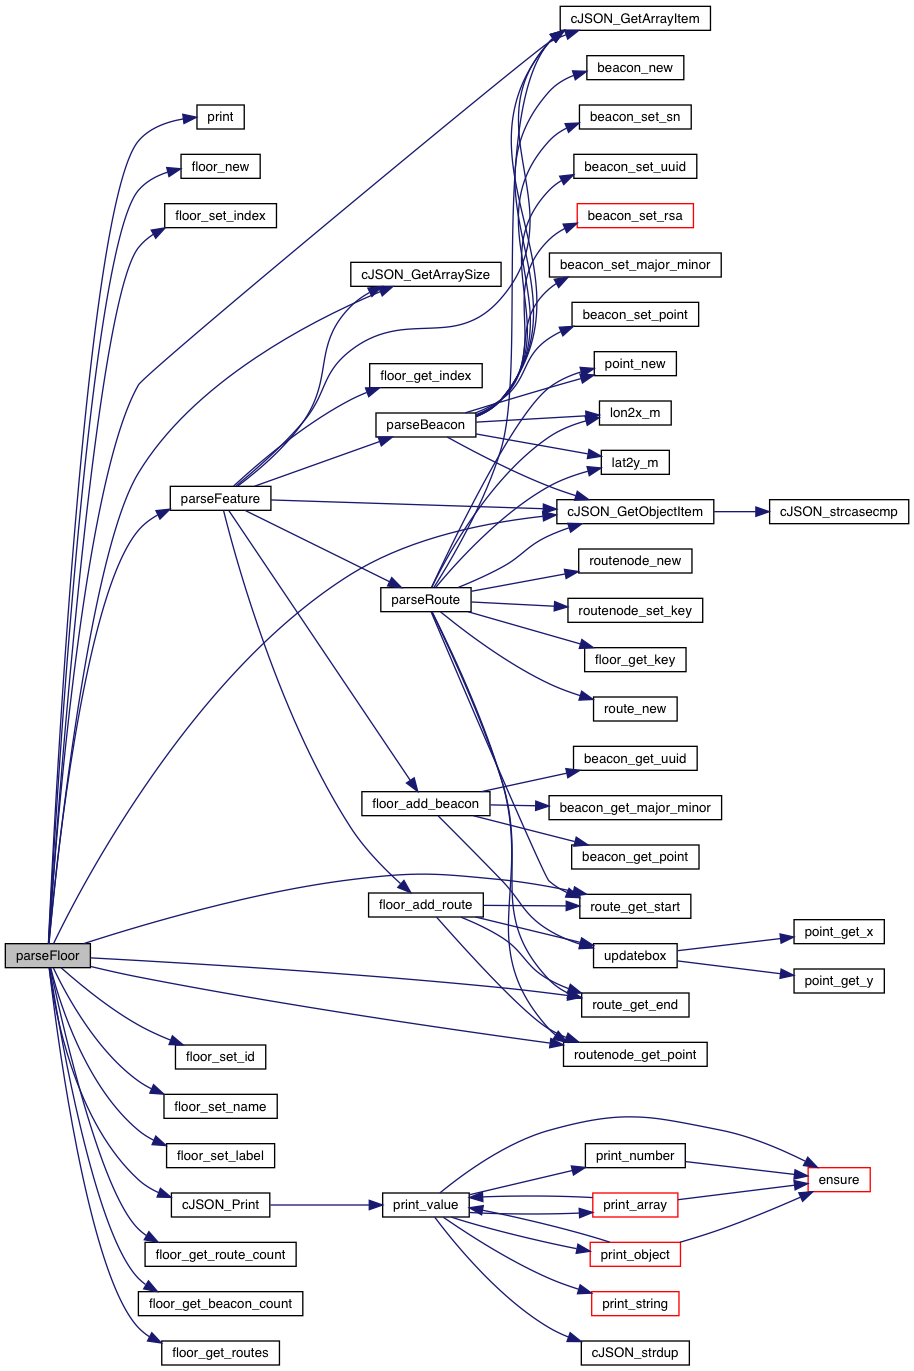 cJSON_GetArrayItem
beacon_new
print
beacon_set_sn
floor_new
beacon_set_uuid
floor_set_index
beacon_set_rsa
cJSON_GetArraySize
beacon_set_major_minor
beacon_set_point
floor_get_index
point_new
parseBeacon
lon2x_m
lat2y_m
parseFeature
cJSON_GetObjectItem
cJSON_strcasecmp
routenode_new
parseRoute
routenode_set_key
floor_get_key
route_new
beacon_get_uuid
floor_add_beacon
beacon_get_major_minor
beacon_get_point
floor_add_route
route_get_start
point_get_x
parseFloor
updatebox
point_get_y
route_get_end
floor_set_id
routenode_get_point
floor_set_name
floor_set_label
print_number
ensure
cJSON_Print
print_value
print_array
floor_get_route_count
print_object
floor_get_beacon_count
print_string
floor_get_routes
cJSON_strdup